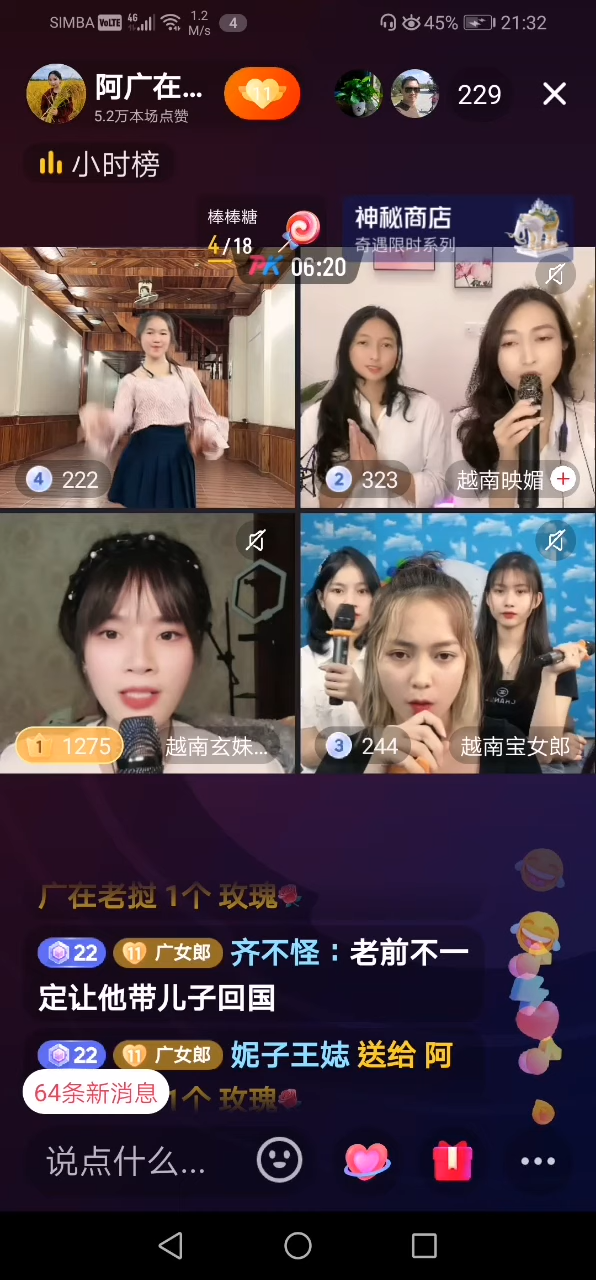 SIMBA VoLTE 4G 1.2 M/s 4 45% 21:32
阿广在... 11 229
5.2万本场点赞
小时榜
棒棒糖
4/18
神秘商店
奇遇限时系列
PK 06:20
4 222
2 323 越南映媚
1 1275 越南玄妹...
3 244 越南宝女郎
广在老挝 1个 玫瑰
22 11 广女郎 齐不怪：老前不一
定让他带儿子回国
22 11 广女郎 妮子王娡 送给 阿
64条新消息 1个 玫瑰
说点什么...